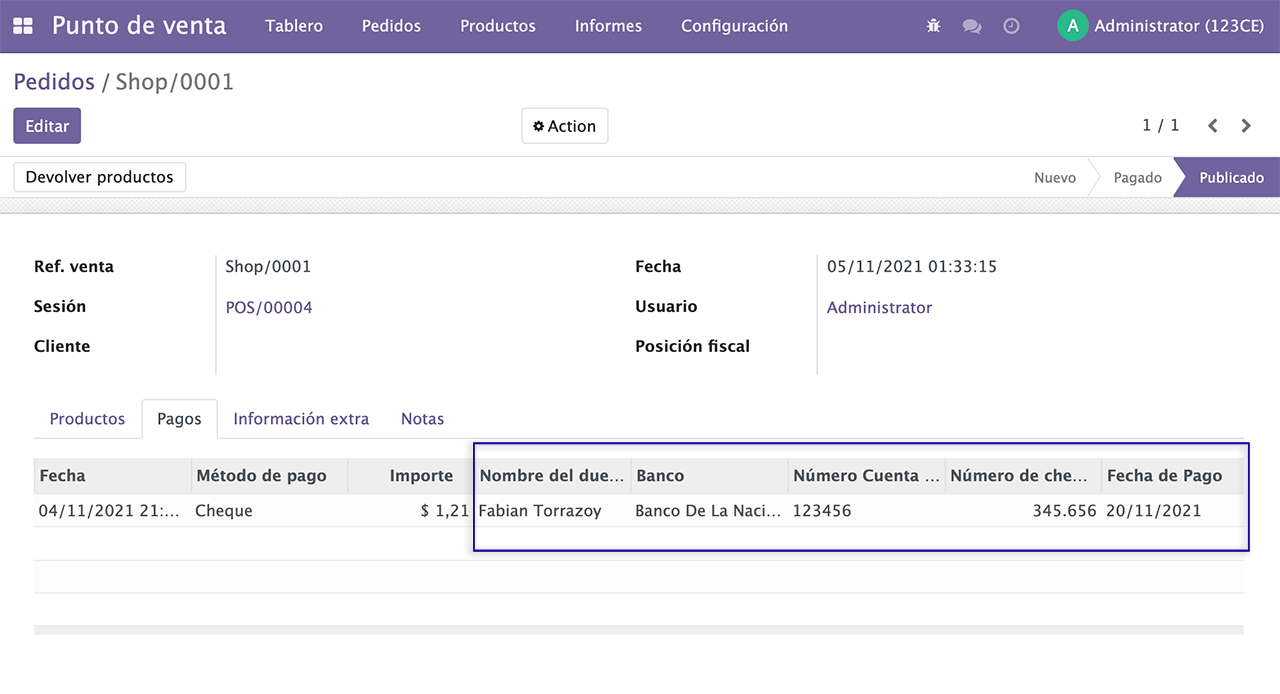 Punto de venta Tablero Pedidos Productos Informes Configuración A Administrator (123CE)
Pedidos / Shop/0001
Editar Action 1 / 1
Devolver productos Nuevo Pagado Publicado
Ref. venta Shop/0001 Fecha 05/11/2021 01:33:15
Sesión POS/00004 Usuario Administrator
Cliente Posición fiscal
Productos Pagos Información extra Notas
Fecha Método de pago Importe Nombre del due... Banco Número Cuenta ... Número de che... Fecha de Pago
04/11/2021 21:... Cheque $ 1,21 Fabian Torrazoy Banco De La Naci... 123456 345.656 20/11/2021